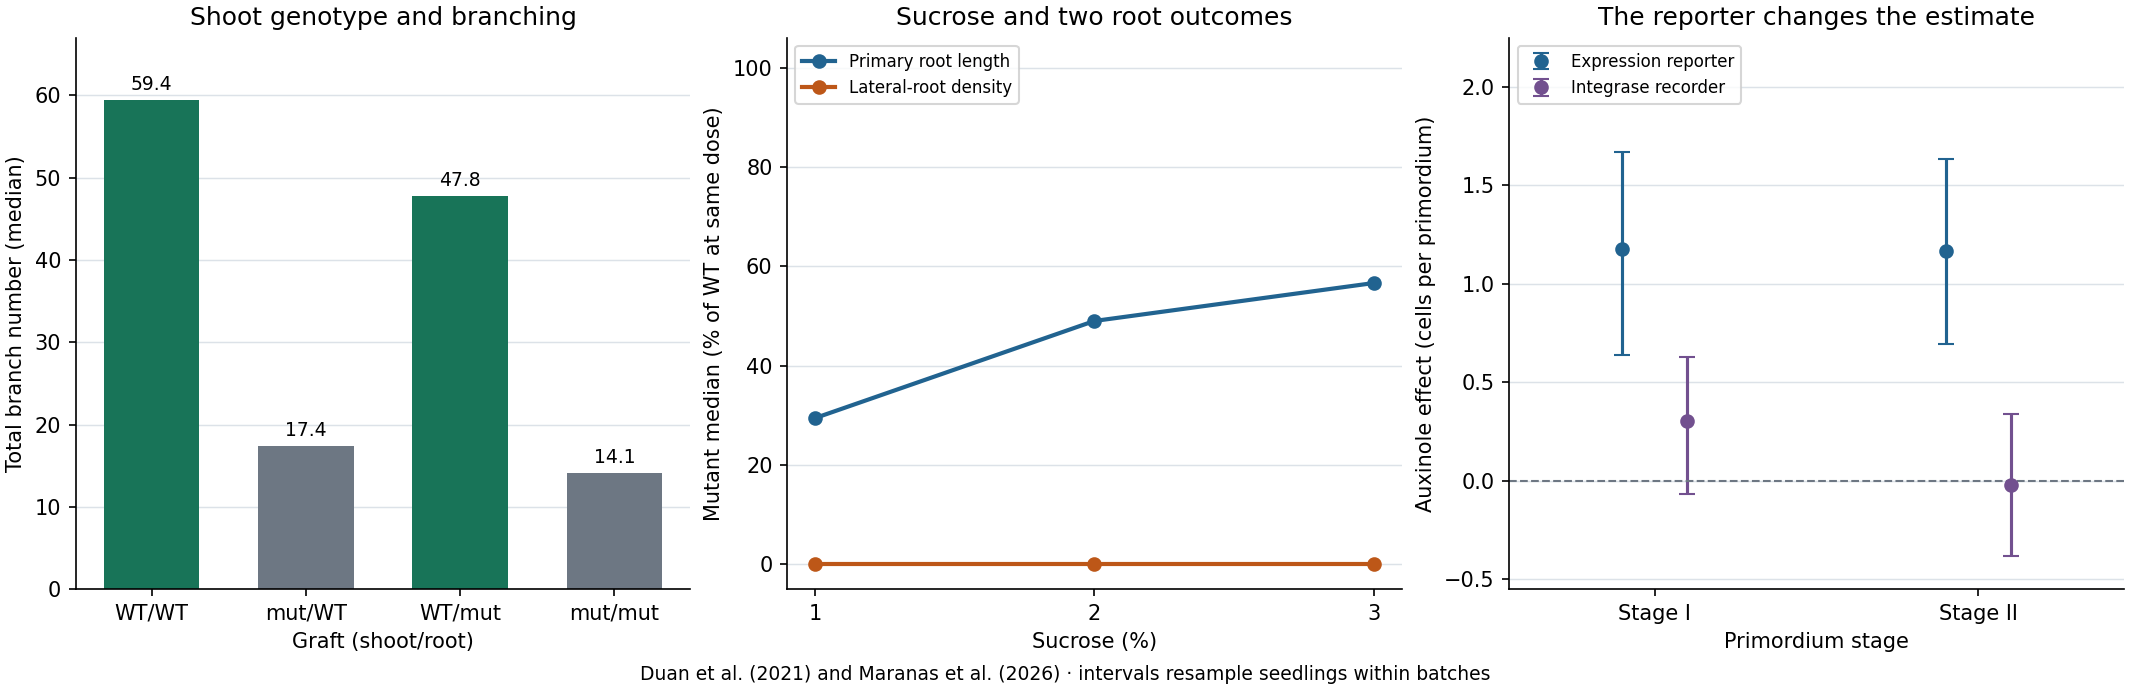 Shoot genotype and branching
Total branch number (median)
60
50
40
30
20
10
0
59.4
17.4
47.8
14.1
WT/WT
mut/WT
WT/mut
mut/mut
Graft (shoot/root)
Sucrose and two root outcomes
Mutant median (% of WT at same dose)
100
80
60
40
20
0
Primary root length
Lateral-root density
1
2
3
Sucrose (%)
The reporter changes the estimate
Auxinole effect (cells per primordium)
2.0
1.5
1.0
0.5
0.0
−0.5
Expression reporter
Integrase recorder
Stage I
Stage II
Primordium stage
Duan et al. (2021) and Maranas et al. (2026) · intervals resample seedlings within batches